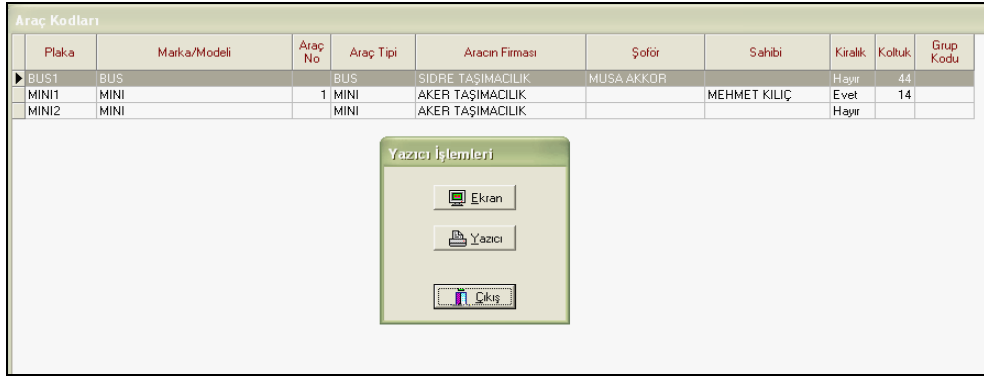 Araç Kodları
Plaka Marka/Modeli Araç No Araç Tipi Aracın Firması Şoför Sahibi Kiralık Koltuk Grup Kodu
BUS1 BUS BUS SIDRE TAŞIMACILIK MUSA AKKOR Hayır 44
MINI1 MINI 1 MINI AKER TAŞIMACILIK MEHMET KILIÇ Evet 14
MINI2 MINI MINI AKER TAŞIMACILIK Hayır
Yazıcı İşlemleri
Ekran
Yazıcı
Çıkış